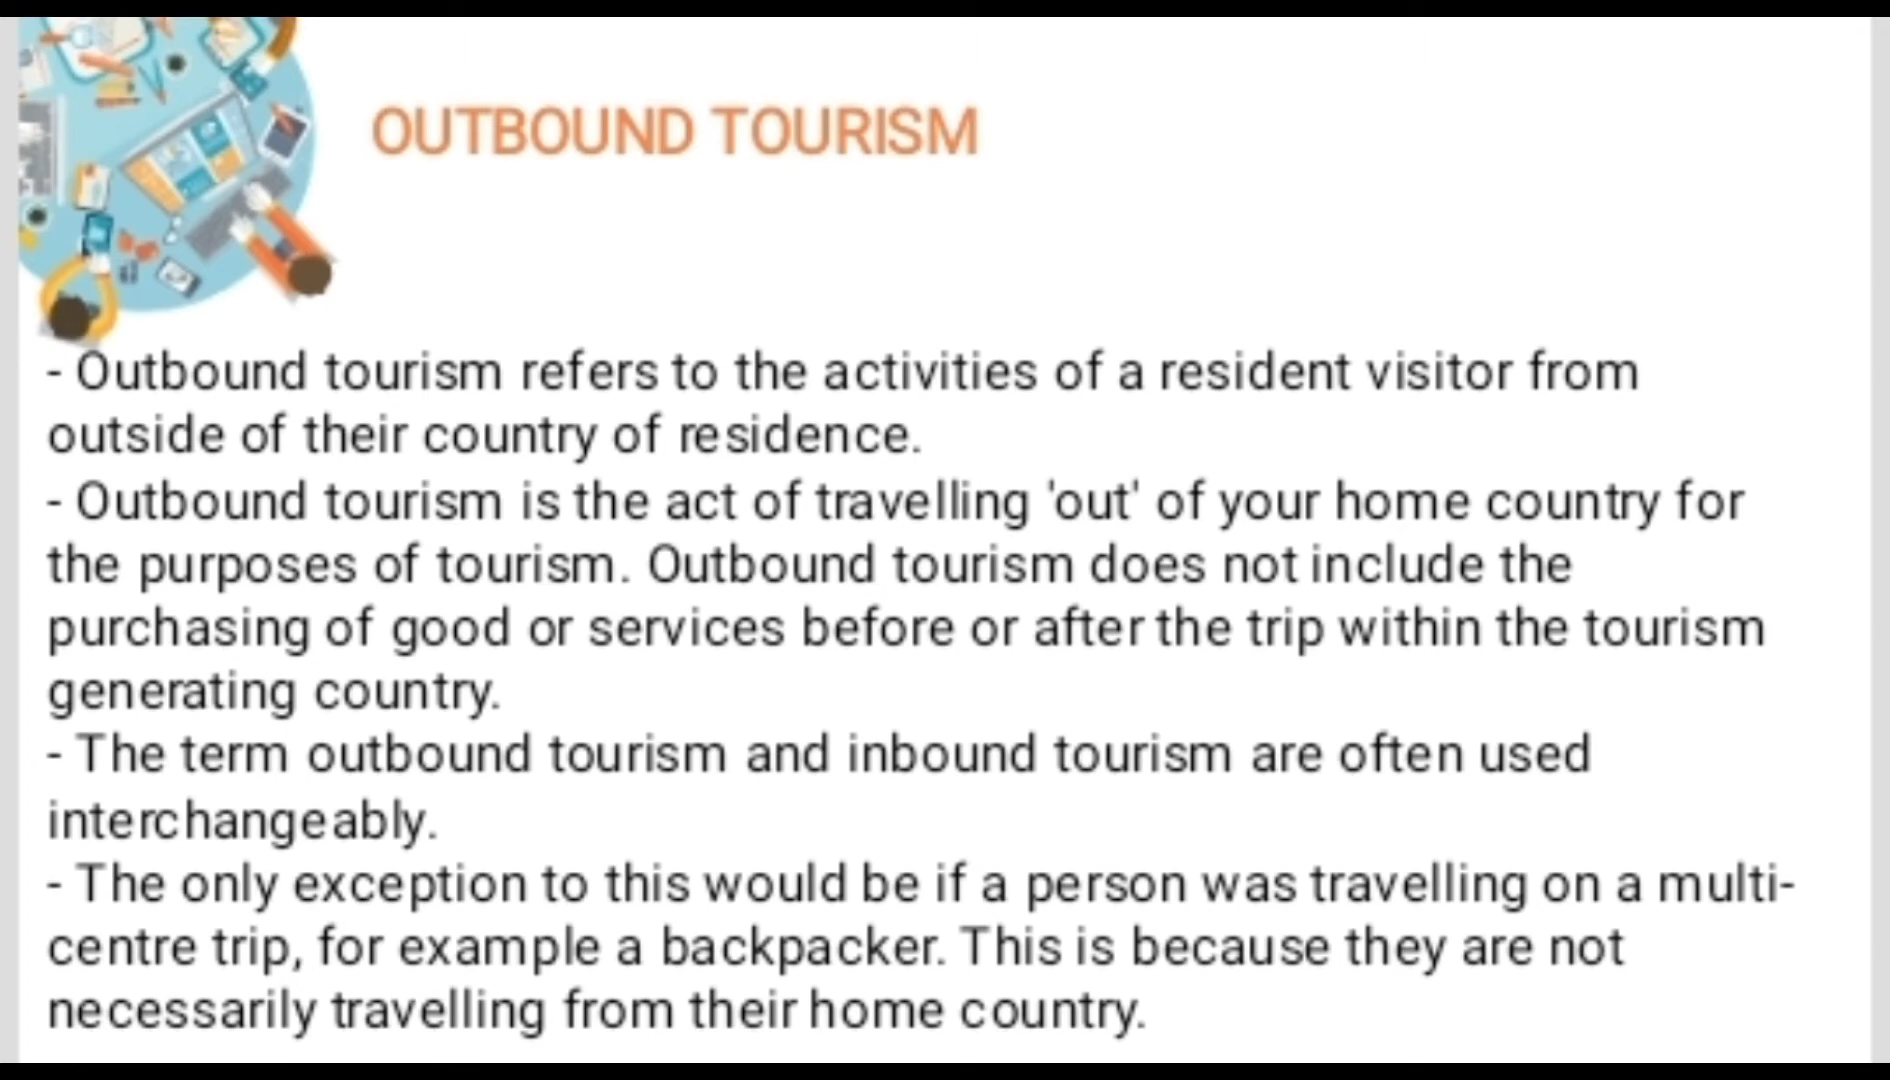 OUTBOUND TOURISM
- Outbound tourism refers to the activities of a resident visitor from
outside of their country of residence.
- Outbound tourism is the act of travelling 'out' of your home country for
the purposes of tourism. Outbound tourism does not include the
purchasing of good or services before or after the trip within the tourism
generating country.
- The term outbound tourism and inbound tourism are often used
interchangeably.
- The only exception to this would be if a person was travelling on a multi-
centre trip, for example a backpacker. This is because they are not
necessarily travelling from their home country.